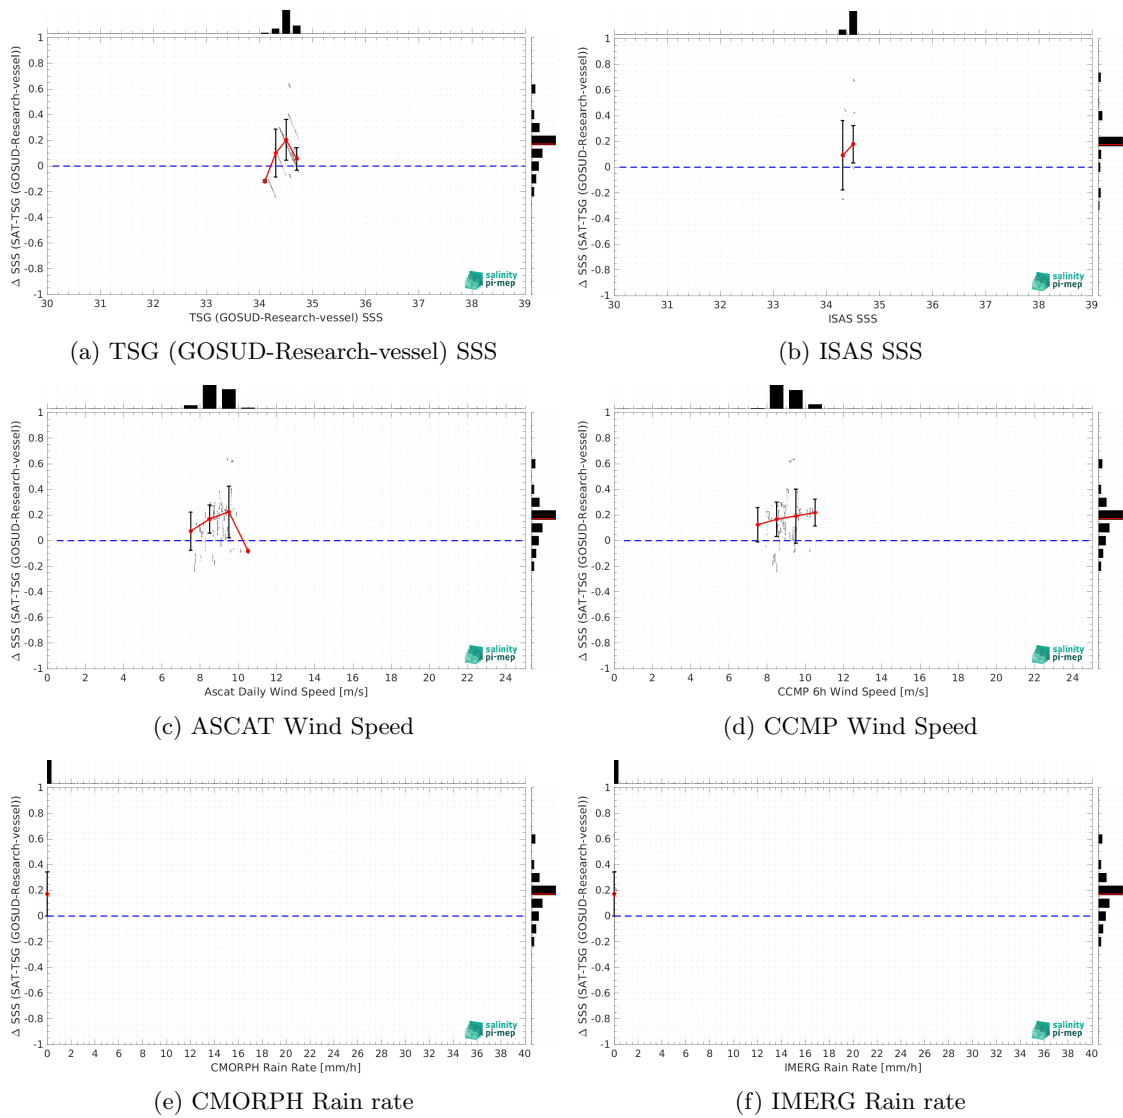 1
0.8
0.6
0.4
0.2
0
-0.2
-0.4
-0.6
-0.8
-1
Δ SSS (SAT-TSG (GOSUD-Research-vessel))
salinity
pi-mep
30 31 32 33 34 35 36 37 38 39
TSG (GOSUD-Research-vessel) SSS
(a) TSG (GOSUD-Research-vessel) SSS
1
0.8
0.6
0.4
0.2
0
-0.2
-0.4
-0.6
-0.8
-1
Δ SSS (SAT-TSG (GOSUD-Research-vessel))
salinity
pi-mep
30 31 32 33 34 35 36 37 38 39
ISAS SSS
(b) ISAS SSS
1
0.8
0.6
0.4
0.2
0
-0.2
-0.4
-0.6
-0.8
-1
Δ SSS (SAT-TSG (GOSUD-Research-vessel))
salinity
pi-mep
0 2 4 6 8 10 12 14 16 18 20 22 24
Ascat Daily Wind Speed [m/s]
(c) ASCAT Wind Speed
1
0.8
0.6
0.4
0.2
0
-0.2
-0.4
-0.6
-0.8
-1
Δ SSS (SAT-TSG (GOSUD-Research-vessel))
salinity
pi-mep
0 2 4 6 8 10 12 14 16 18 20 22 24
CCMP 6h Wind Speed [m/s]
(d) CCMP Wind Speed
1
0.8
0.6
0.4
0.2
0
-0.2
-0.4
-0.6
-0.8
-1
Δ SSS (SAT-TSG (GOSUD-Research-vessel))
salinity
pi-mep
0 2 4 6 8 10 12 14 16 18 20 22 24 26 28 30 32 34 36 38 40
CMORPH Rain Rate [mm/h]
(e) CMORPH Rain rate
1
0.8
0.6
0.4
0.2
0
-0.2
-0.4
-0.6
-0.8
-1
Δ SSS (SAT-TSG (GOSUD-Research-vessel))
salinity
pi-mep
0 2 4 6 8 10 12 14 16 18 20 22 24 26 28 30 32 34 36 38 40
IMERG Rain Rate [mm/h]
(f) IMERG Rain rate